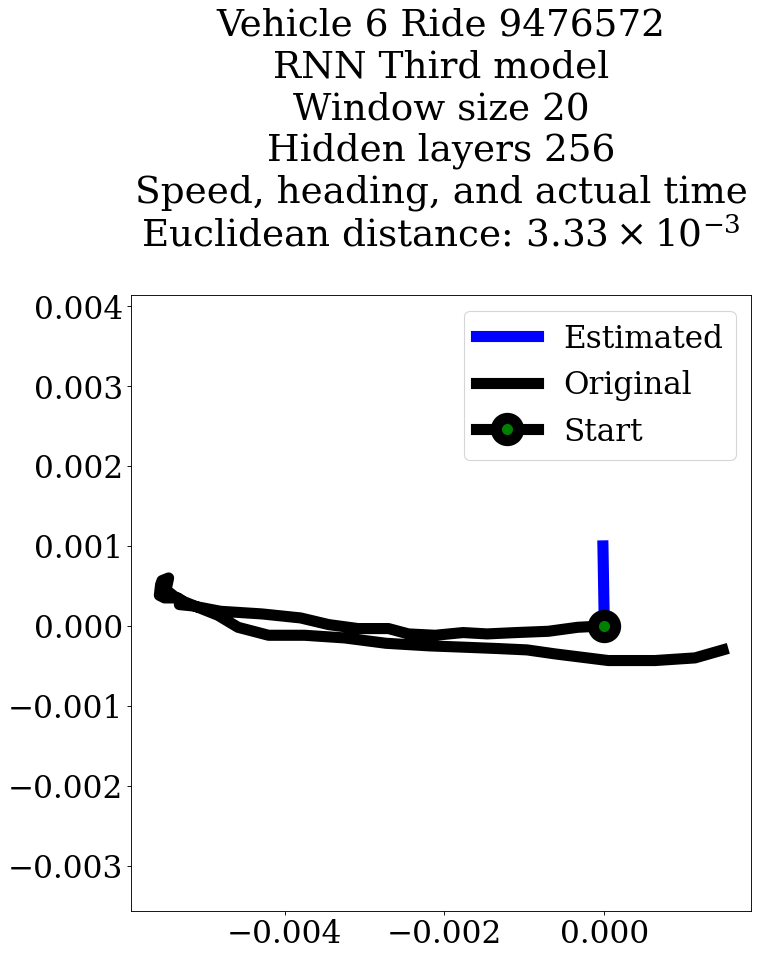 Vehicle 6 Ride 9476572
RNN Third model
Window size 20
Hidden layers 256
Speed, heading, and actual time
Euclidean distance: 3.33 × 10⁻³
0.004
0.003
0.002
0.001
0.000
−0.001
−0.002
−0.003
Estimated
Original
Start
−0.004
−0.002
0.000